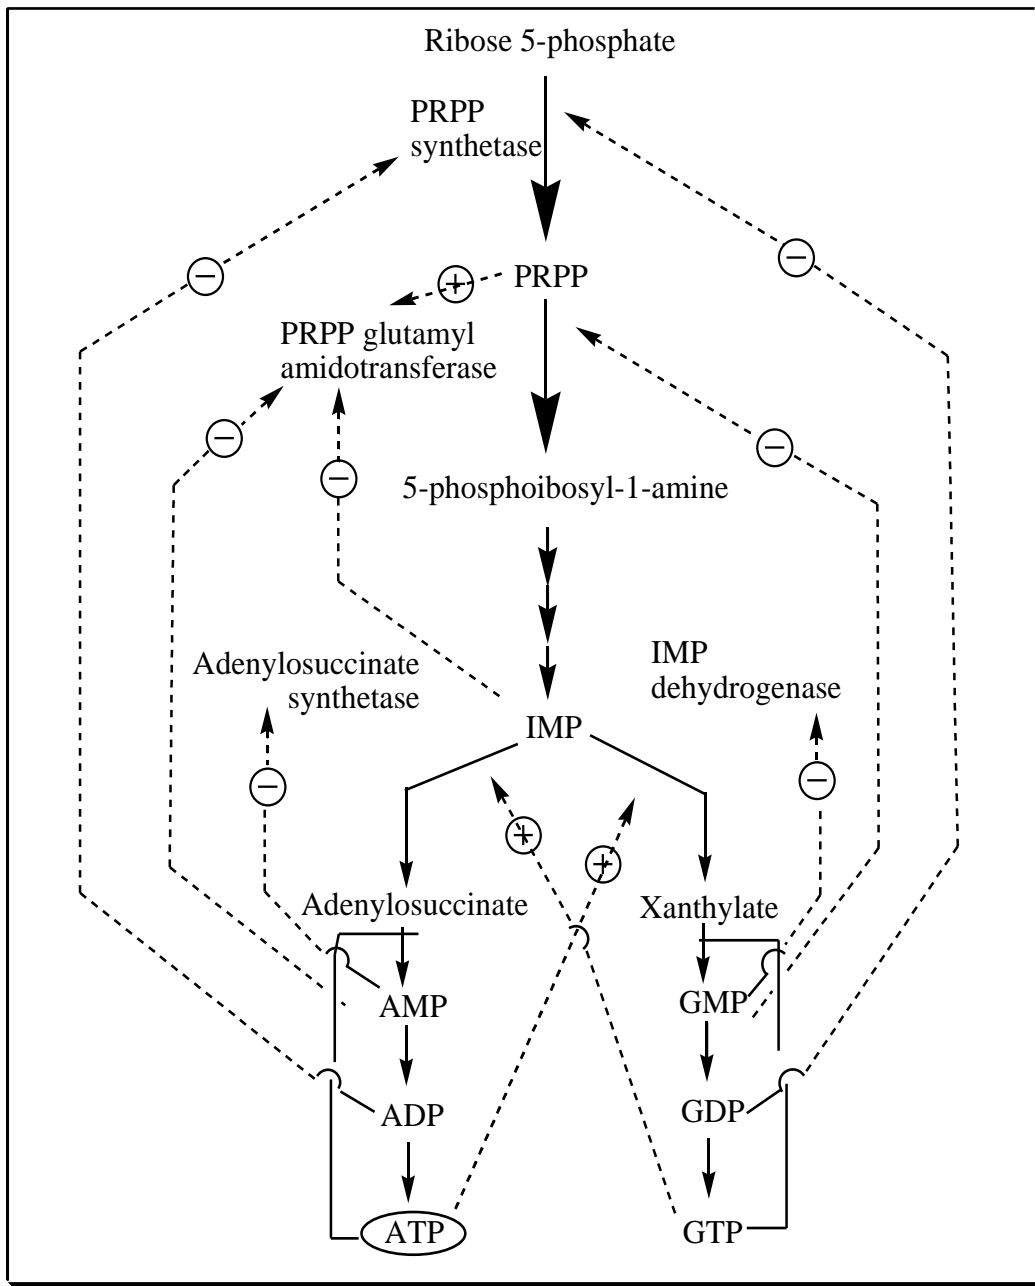 Ribose 5-phosphate
PRPP
synthetase
−
−
PRPP
+
PRPP glutamyl
amidotransferase
−
−
−
5-phosphoibosyl-1-amine
Adenylosuccinate
synthetase
IMP
dehydrogenase
IMP
−
−
+
+
Adenylosuccinate
Xanthylate
AMP
GMP
ADP
GDP
ATP
GTP